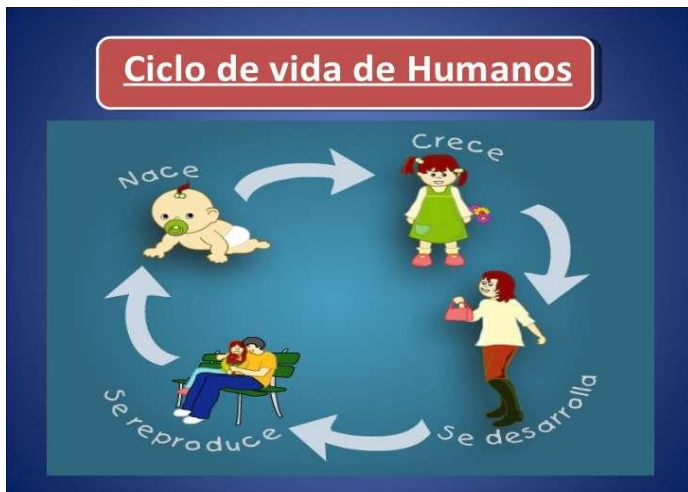 Ciclo de vida de Humanos
Nace
Crece
Se desarrolla
Se reproduce